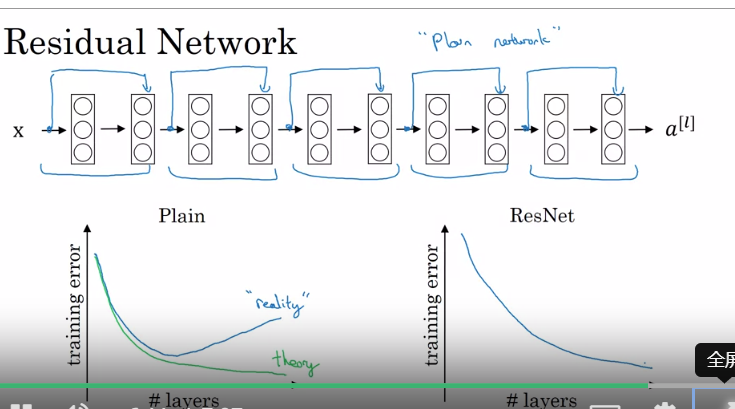 Residual Network
"Plain network"
x
a[l]
Plain
ResNet
training error
"reality"
theory
# layers
training error
# layers
全屏